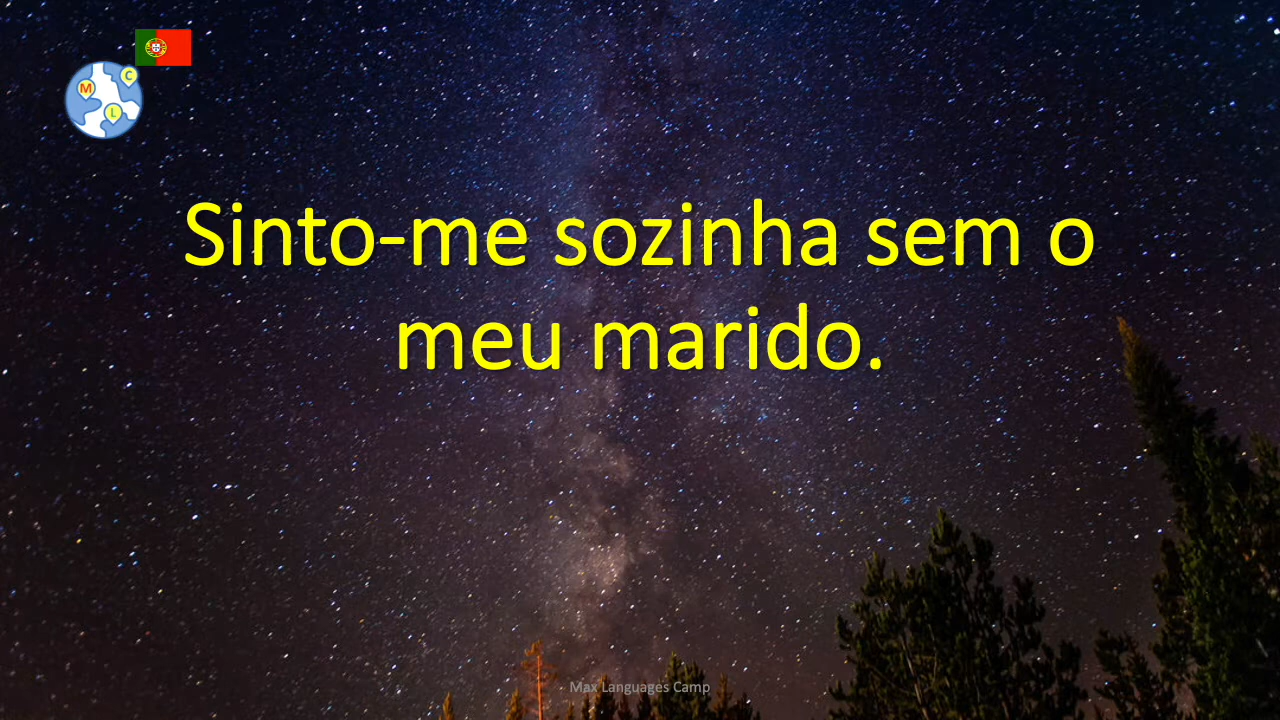 C
M
L
Sinto-me sozinha sem o
meu marido.
Max Languages Camp